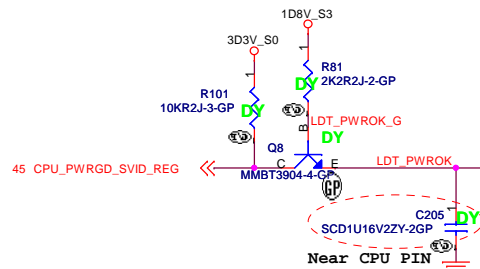 1D8V_S3
3D3V_S0
1
R81
2K2R2J-2-GP
DY
1
R101
10KR2J-3-GP
DY
B
LDT_PWROK_G
DY
Q8
45 CPU_PWRGD_SVID_REG
C
E
LDT_PWROK
MMBT3904-4-GP
GP
1
C205
DY
SCD1U16V2ZY-2GP
Near CPU PIN